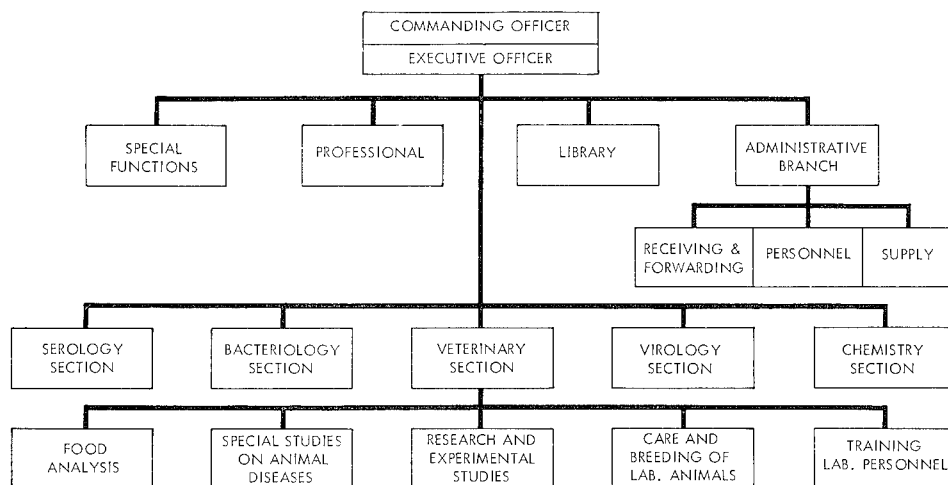 COMMANDING OFFICER
EXECUTIVE OFFICER
SPECIAL
FUNCTIONS
PROFESSIONAL
LIBRARY
ADMINISTRATIVE
BRANCH
RECEIVING &
FORWARDING
PERSONNEL
SUPPLY
SEROLOGY
SECTION
BACTERIOLOGY
SECTION
VETERINARY
SECTION
VIROLOGY
SECTION
CHEMISTRY
SECTION
FOOD
ANALYSIS
SPECIAL STUDIES
ON ANIMAL
DISEASES
RESEARCH AND
EXPERIMENTAL
STUDIES
CARE AND
BREEDING OF
LAB. ANIMALS
TRAINING
LAB. PERSONNEL